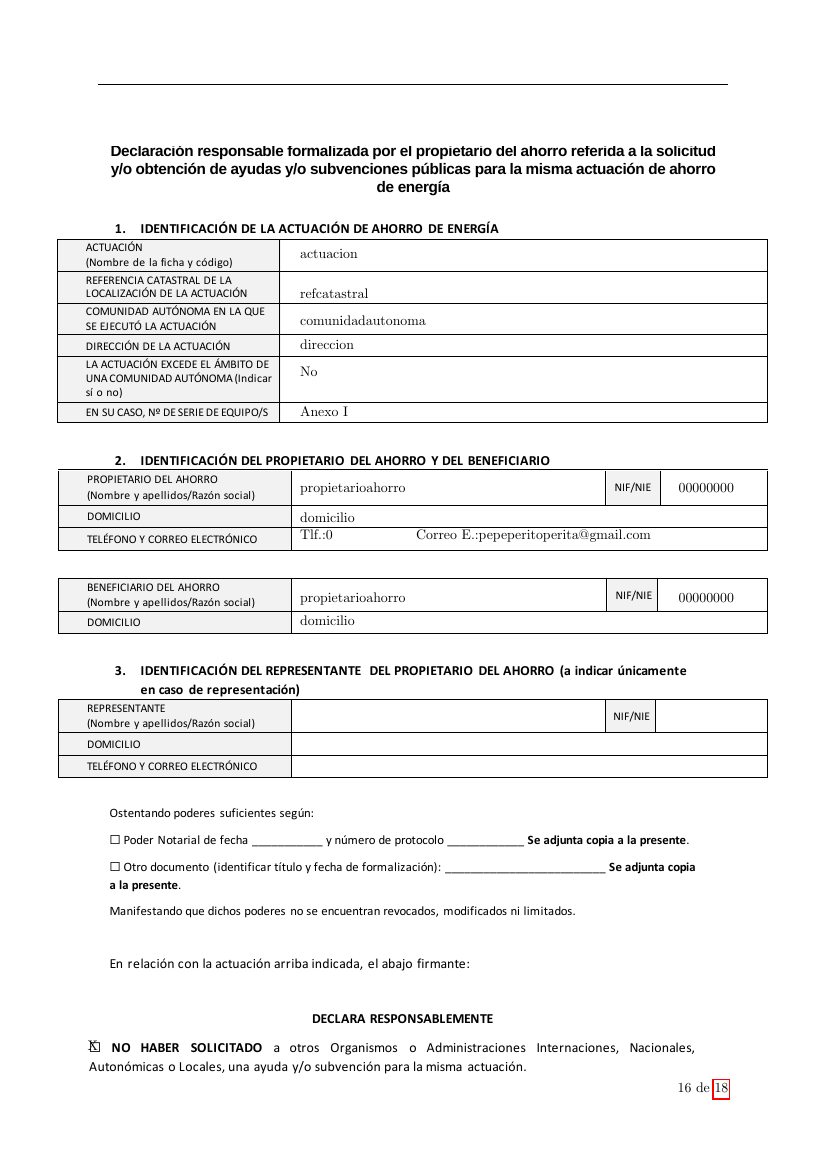 Declaración responsable formalizada por el propietario del ahorro referida a la solicitud
y/o obtención de ayudas y/o subvenciones públicas para la misma actuación de ahorro
de energía
1. IDENTIFICACIÓN DE LA ACTUACIÓN DE AHORRO DE ENERGÍA
ACTUACIÓN
(Nombre de la ficha y código)
actuacion
REFERENCIA CATASTRAL DE LA
LOCALIZACIÓN DE LA ACTUACIÓN
refcatastral
COMUNIDAD AUTÓNOMA EN LA QUE
SE EJECUTÓ LA ACTUACIÓN
comunidadautonoma
DIRECCIÓN DE LA ACTUACIÓN
direccion
LA ACTUACIÓN EXCEDE EL ÁMBITO DE
UNA COMUNIDAD AUTÓNOMA (Indicar
sí o no)
No
EN SU CASO, Nº DE SERIE DE EQUIPO/S
Anexo I
2. IDENTIFICACIÓN DEL PROPIETARIO DEL AHORRO Y DEL BENEFICIARIO
PROPIETARIO DEL AHORRO
(Nombre y apellidos/Razón social)
propietarioahorro
NIF/NIE
00000000
DOMICILIO
domicilio
TELÉFONO Y CORREO ELECTRÓNICO
Tlf.:0 Correo E.:pepeperitoperita@gmail.com
BENEFICIARIO DEL AHORRO
(Nombre y apellidos/Razón social)
propietarioahorro
NIF/NIE
00000000
DOMICILIO
domicilio
3. IDENTIFICACIÓN DEL REPRESENTANTE DEL PROPIETARIO DEL AHORRO (a indicar únicamente
en caso de representación)
REPRESENTANTE
(Nombre y apellidos/Razón social)
NIF/NIE
DOMICILIO
TELÉFONO Y CORREO ELECTRÓNICO
Ostentando poderes suficientes según:
☐ Poder Notarial de fecha ___________ y número de protocolo ____________ Se adjunta copia a la presente.
☐ Otro documento (identificar título y fecha de formalización): _________________________ Se adjunta copia
a la presente.
Manifestando que dichos poderes no se encuentran revocados, modificados ni limitados.
En relación con la actuación arriba indicada, el abajo firmante:
DECLARA RESPONSABLEMENTE
X☐ NO HABER SOLICITADO a otros Organismos o Administraciones Internaciones, Nacionales,
Autonómicas o Locales, una ayuda y/o subvención para la misma actuación.
16 de 18